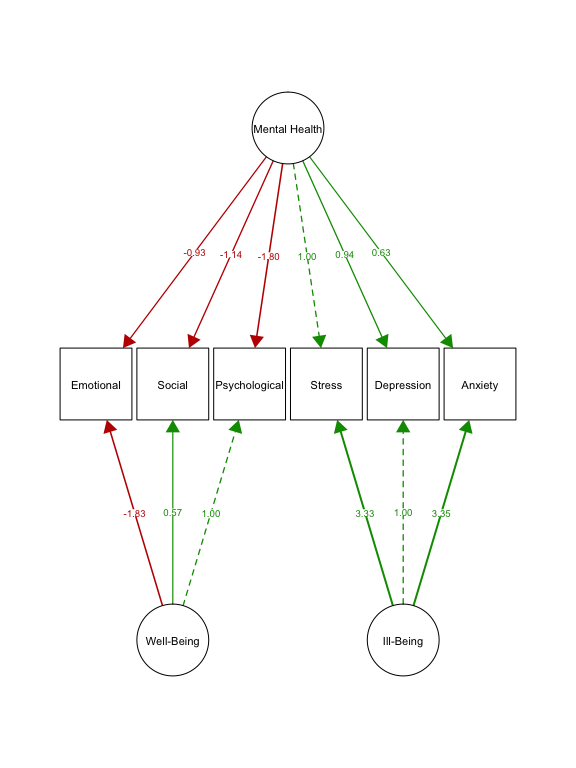 Mental Health
-0.93
-1.14
-1.80
1.00
0.94
0.63
Emotional
Social
Psychological
Stress
Depression
Anxiety
-1.83
0.57
1.00
3.33
1.00
3.35
Well-Being
Ill-Being